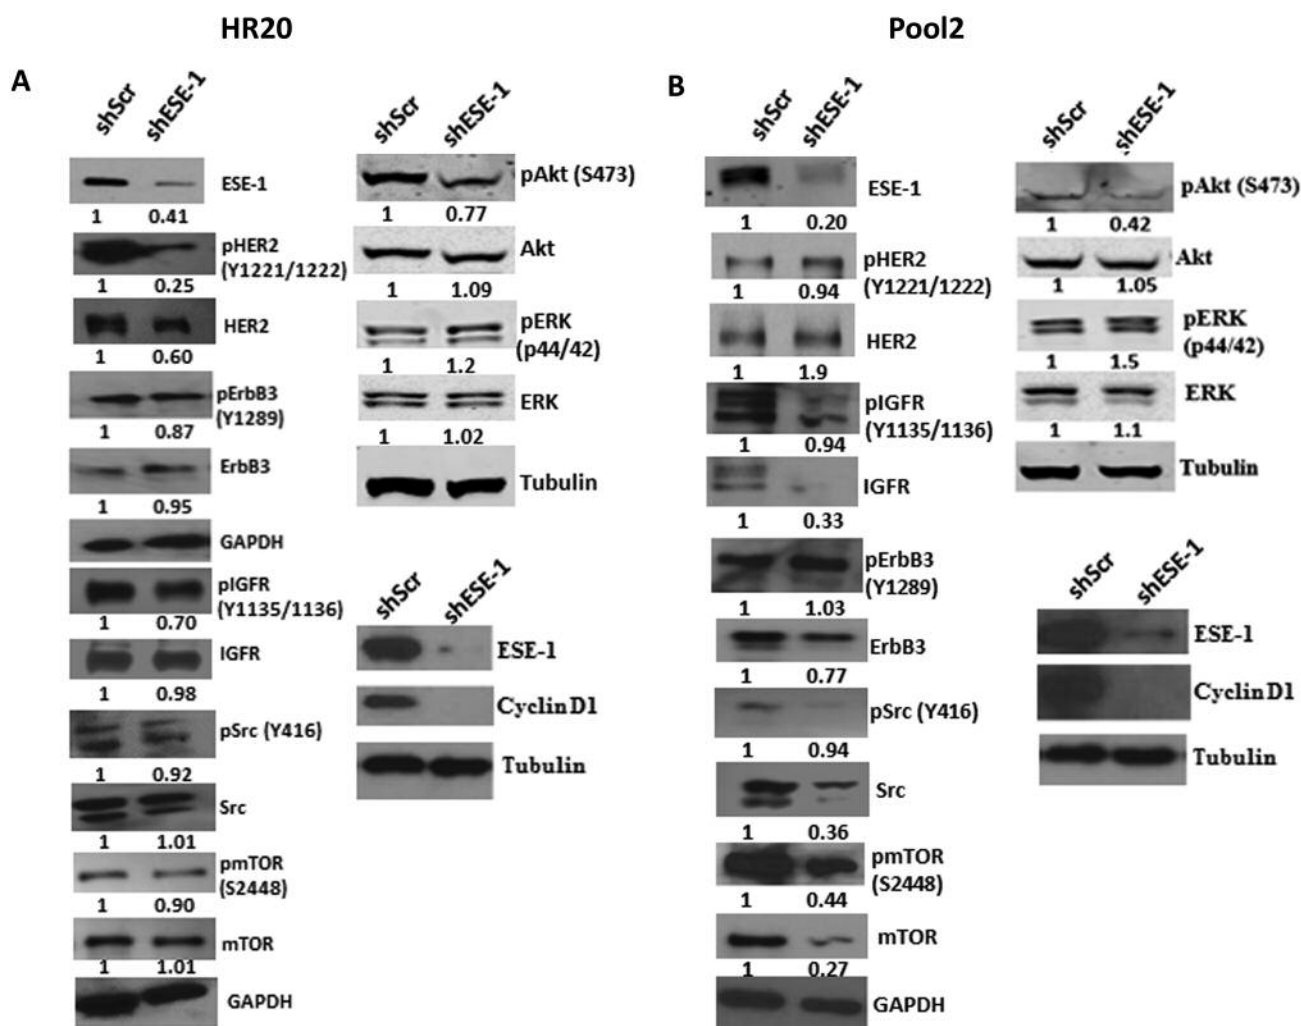 HR20
Pool2
A
shScr
shESE-1
ESE-1
1 0.41
pHER2
(Y1221/1222)
1 0.25
HER2
1 0.60
pErbB3
(Y1289)
1 0.87
ErbB3
1 0.95
GAPDH
pIGFR
(Y1135/1136)
1 0.70
IGFR
1 0.98
pSrc (Y416)
1 0.92
Src
1 1.01
pmTOR
(S2448)
1 0.90
mTOR
1 1.01
GAPDH
shScr
shESE-1
pAkt (S473)
1 0.77
Akt
1 1.09
pERK
(p44/42)
1 1.2
ERK
1 1.02
Tubulin
shScr
shESE-1
ESE-1
Cyclin D1
Tubulin
B
shScr
shESE-1
ESE-1
1 0.20
pHER2
(Y1221/1222)
1 0.94
HER2
1 1.9
pIGFR
(Y1135/1136)
1 0.94
IGFR
1 0.33
pErbB3
(Y1289)
1 1.03
ErbB3
1 0.77
pSrc (Y416)
1 0.94
Src
1 0.36
pmTOR
(S2448)
1 0.44
mTOR
1 0.27
GAPDH
shScr
shESE-1
pAkt (S473)
1 0.42
Akt
1 1.05
pERK
(p44/42)
1 1.5
ERK
1 1.1
Tubulin
shScr
shESE-1
ESE-1
Cyclin D1
Tubulin